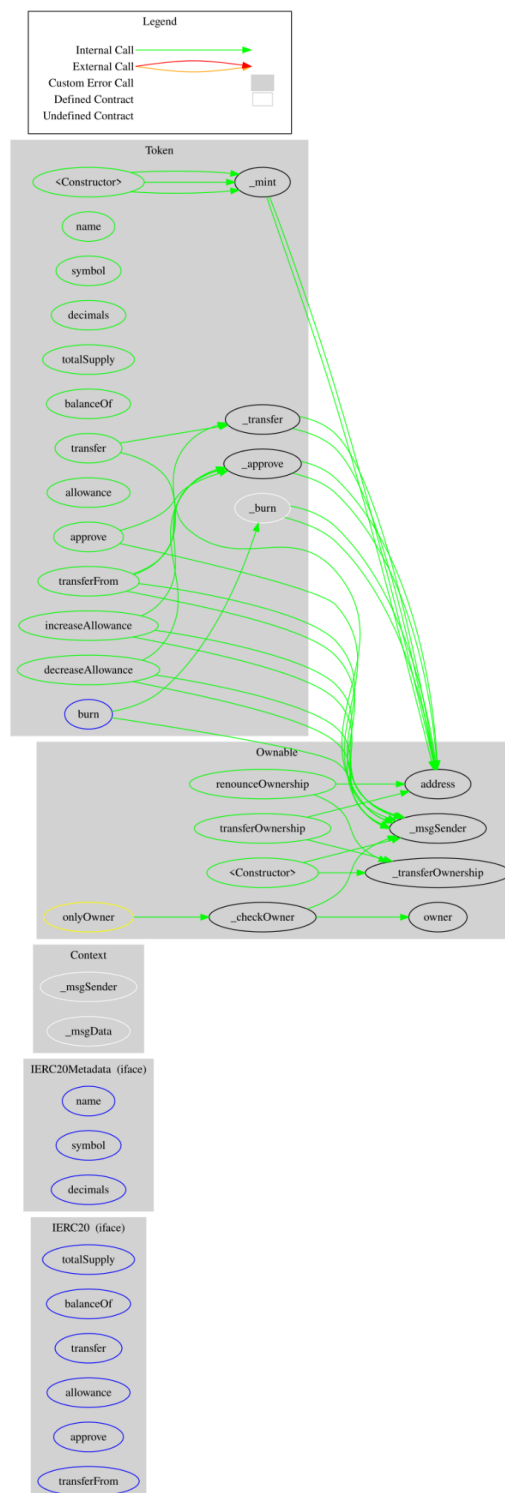 Legend
Internal Call
External Call
Custom Error Call
Defined Contract
Undefined Contract
Token
<Constructor>
_mint
name
symbol
decimals
totalSupply
balanceOf
_transfer
transfer
_approve
allowance
_burn
approve
transferFrom
increaseAllowance
decreaseAllowance
burn
Ownable
renounceOwnership
address
transferOwnership
_msgSender
<Constructor>
_transferOwnership
onlyOwner
_checkOwner
owner
Context
_msgSender
_msgData
IERC20Metadata (iface)
name
symbol
decimals
IERC20 (iface)
totalSupply
balanceOf
transfer
allowance
approve
transferFrom